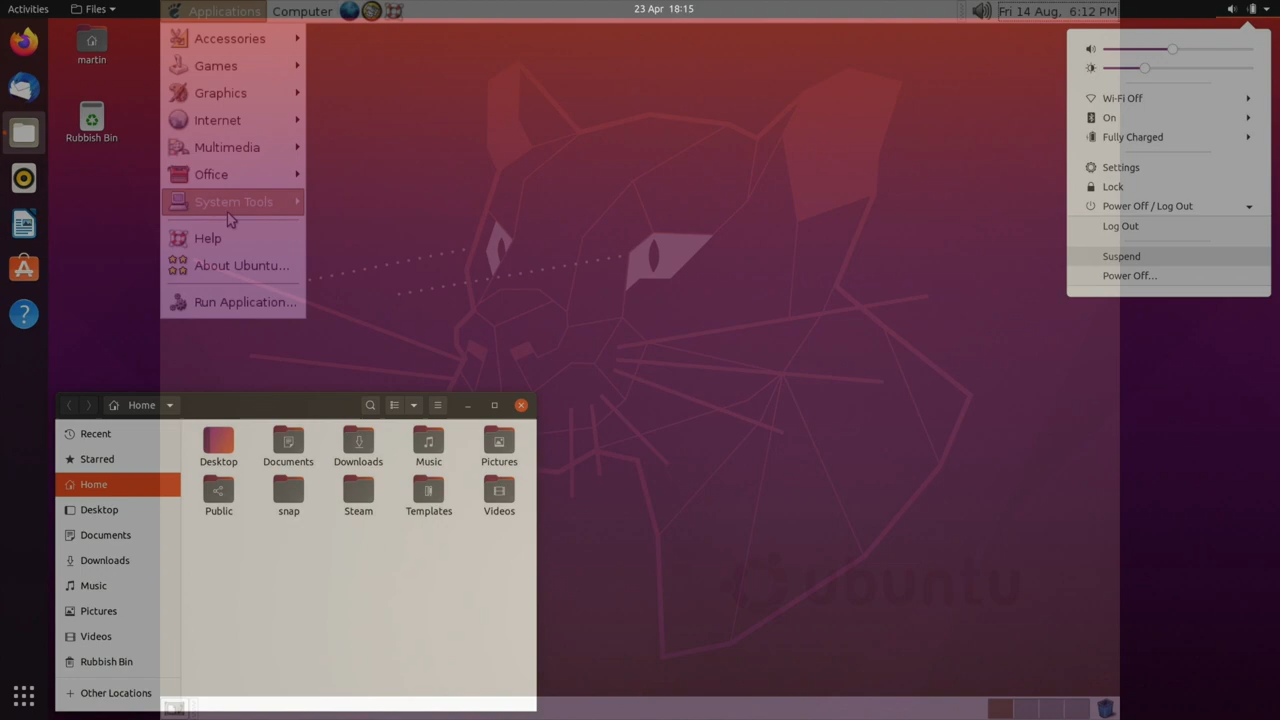 Activities
Files
Applications
Computer
23 Apr 18:15
Fri 14 Aug, 6:12 PM
martin
Rubbish Bin
Accessories
Games
Graphics
Internet
Multimedia
Office
System Tools
Help
About Ubuntu...
Run Application...
Wi-Fi Off
On
Fully Charged
Settings
Lock
Power Off / Log Out
Log Out
Suspend
Power Off...
Home
Recent
Starred
Home
Desktop
Documents
Downloads
Music
Pictures
Videos
Rubbish Bin
Other Locations
Desktop
Documents
Downloads
Music
Pictures
Public
snap
Steam
Templates
Videos
ubuntu